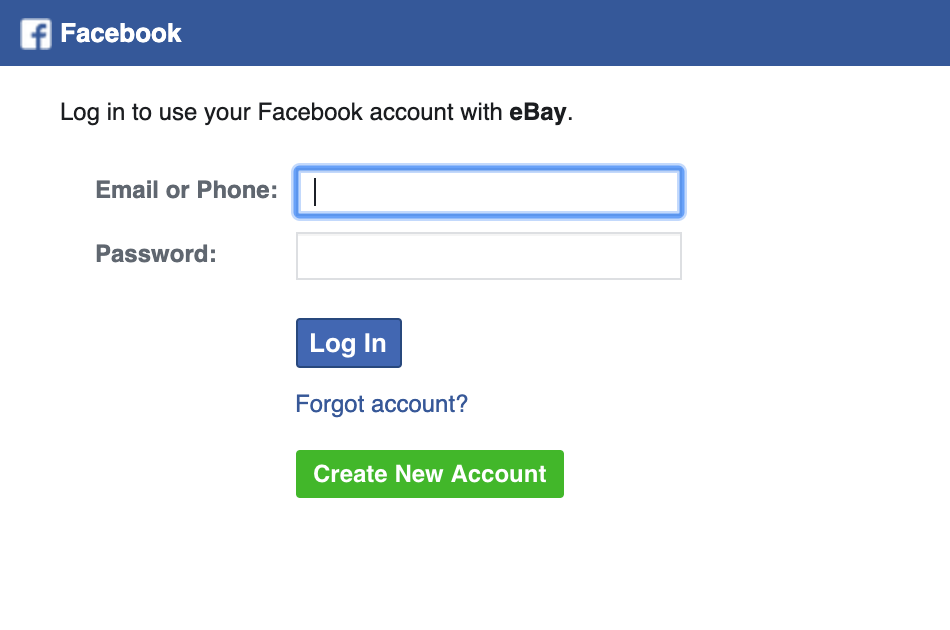 Facebook
Log in to use your Facebook account with eBay.
Email or Phone:
Password:
Log In
Forgot account?
Create New Account